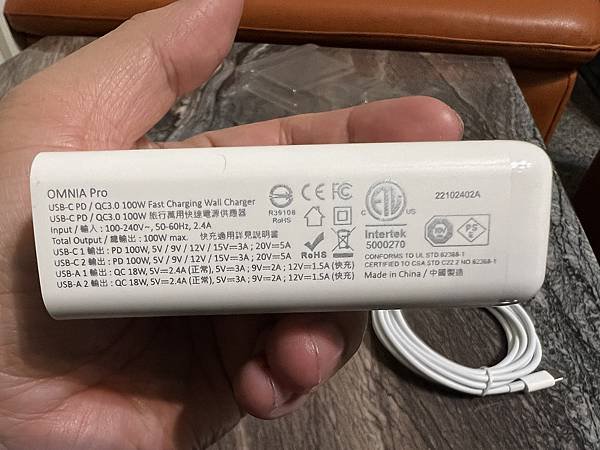 OMNIA Pro
USB-C PD / QC3.0 100W Fast Charging Wall Charger
USB-C PD / QC3.0 100W 旅行萬用快速電源供應器
Input / 輸入 : 100-240V~, 50-60Hz, 2.4A
Total Output / 總輸出 : 100W max. 快充適用詳見說明書
USB-C 1 輸出 : PD 100W, 5V / 9V / 12V / 15V⎓3A ; 20V⎓5A
USB-C 2 輸出 : PD 100W, 5V / 9V / 12V / 15V⎓3A ; 20V⎓5A
USB-A 1 輸出 : QC 18W, 5V⎓2.4A (正常), 5V⎓3A ; 9V⎓2A ; 12V⎓1.5A (快充)
USB-A 2 輸出 : QC 18W, 5V⎓2.4A (正常), 5V⎓3A ; 9V⎓2A ; 12V⎓1.5A (快充)
R39108
RoHS
CE
FC
RoHS
ETL
C US
Intertek
5000270
22102402A
PS
E
CONFORMS TO UL STD 62368-1
CERTIFIED TO CSA STD C22.2 NO 62368-1
Made in China / 中國製造